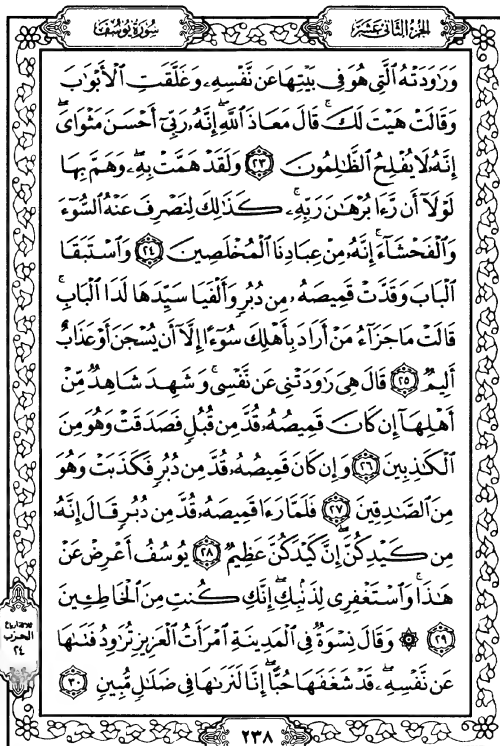 الجزء الثاني عشر
سورة يوسف
وَرَٰوَدَتْهُ ٱلَّتِى هُوَ فِى بَيْتِهَا عَن نَّفْسِهِۦ وَغَلَّقَتِ ٱلْأَبْوَٰبَ
وَقَالَتْ هَيْتَ لَكَ ۚ قَالَ مَعَاذَ ٱللَّهِ ۖ إِنَّهُۥ رَبِّىٓ أَحْسَنَ مَثْوَاىَ ۖ
إِنَّهُۥ لَا يُفْلِحُ ٱلظَّٰلِمُونَ ٢٣ وَلَقَدْ هَمَّتْ بِهِۦ ۖ وَهَمَّ بِهَا
لَوْلَآ أَن رَّءَا بُرْهَٰنَ رَبِّهِۦ ۚ كَذَٰلِكَ لِنَصْرِفَ عَنْهُ ٱلسُّوٓءَ
وَٱلْفَحْشَآءَ ۚ إِنَّهُۥ مِنْ عِبَادِنَا ٱلْمُخْلَصِينَ ٢٤ وَٱسْتَبَقَا
ٱلْبَابَ وَقَدَّتْ قَمِيصَهُۥ مِن دُبُرٍ وَأَلْفَيَا سَيِّدَهَا لَدَا ٱلْبَابِ ۚ
قَالَتْ مَا جَزَآءُ مَنْ أَرَادَ بِأَهْلِكَ سُوٓءًا إِلَّآ أَن يُسْجَنَ أَوْ عَذَابٌ
أَلِيمٌ ٢٥ قَالَ هِىَ رَٰوَدَتْنِى عَن نَّفْسِى ۚ وَشَهِدَ شَاهِدٌ مِّنْ
أَهْلِهَآ إِن كَانَ قَمِيصُهُۥ قُدَّ مِن قُبُلٍ فَصَدَقَتْ وَهُوَ مِنَ
ٱلْكَٰذِبِينَ ٢٦ وَإِن كَانَ قَمِيصُهُۥ قُدَّ مِن دُبُرٍ فَكَذَبَتْ وَهُوَ
مِنَ ٱلصَّٰدِقِينَ ٢٧ فَلَمَّا رَءَا قَمِيصَهُۥ قُدَّ مِن دُبُرٍ قَالَ إِنَّهُۥ
مِن كَيْدِكُنَّ ۖ إِنَّ كَيْدَكُنَّ عَظِيمٌ ٢٨ يُوسُفُ أَعْرِضْ عَنْ
هَٰذَا ۚ وَٱسْتَغْفِرِى لِذَنۢبِكِ ۖ إِنَّكِ كُنتِ مِنَ ٱلْخَاطِـِٔينَ
٢٩ ۞ وَقَالَ نِسْوَةٌ فِى ٱلْمَدِينَةِ ٱمْرَأَتُ ٱلْعَزِيزِ تُرَٰوِدُ فَتَىٰهَا
عَن نَّفْسِهِۦ ۖ قَدْ شَغَفَهَا حُبًّا ۖ إِنَّا لَنَرَىٰهَا فِى ضَلَٰلٍ مُّبِينٍ ٣٠
الحزب
٢٤
٢٣٨